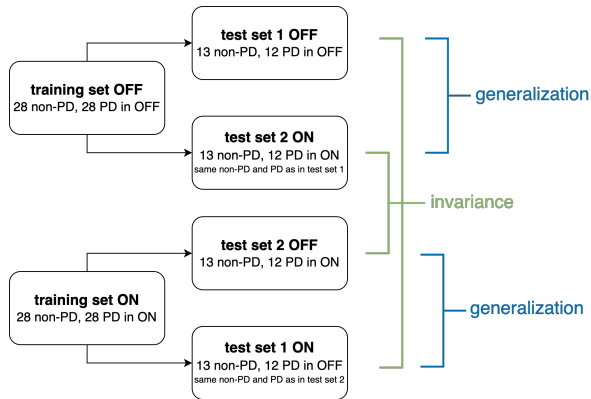 test set 1 OFF
13 non-PD, 12 PD in OFF
training set OFF
28 non-PD, 28 PD in OFF
generalization
test set 2 ON
13 non-PD, 12 PD in ON
same non-PD and PD as in test set 1
invariance
test set 2 OFF
13 non-PD, 12 PD in ON
training set ON
28 non-PD, 28 PD in ON
generalization
test set 1 ON
13 non-PD, 12 PD in OFF
same non-PD and PD as in test set 2